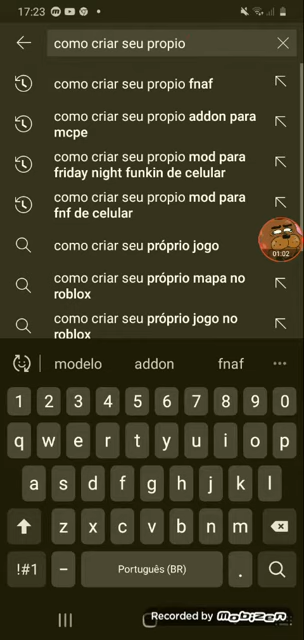 17:23
como criar seu propio
como criar seu propio fnaf
como criar seu propio addon para
mcpe
como criar seu propio mod para
friday night funkin de celular
como criar seu propio mod para
fnf de celular
01:02
como criar seu próprio jogo
como criar seu próprio mapa no
roblox
como criar seu próprio jogo no
roblox
modelo addon fnaf
1 2 3 4 5 6 7 8 9 0
q w e r t y u i o p
a s d f g h j k l
z x c v b n m
!#1 – Português (BR) .
Recorded by mobizen